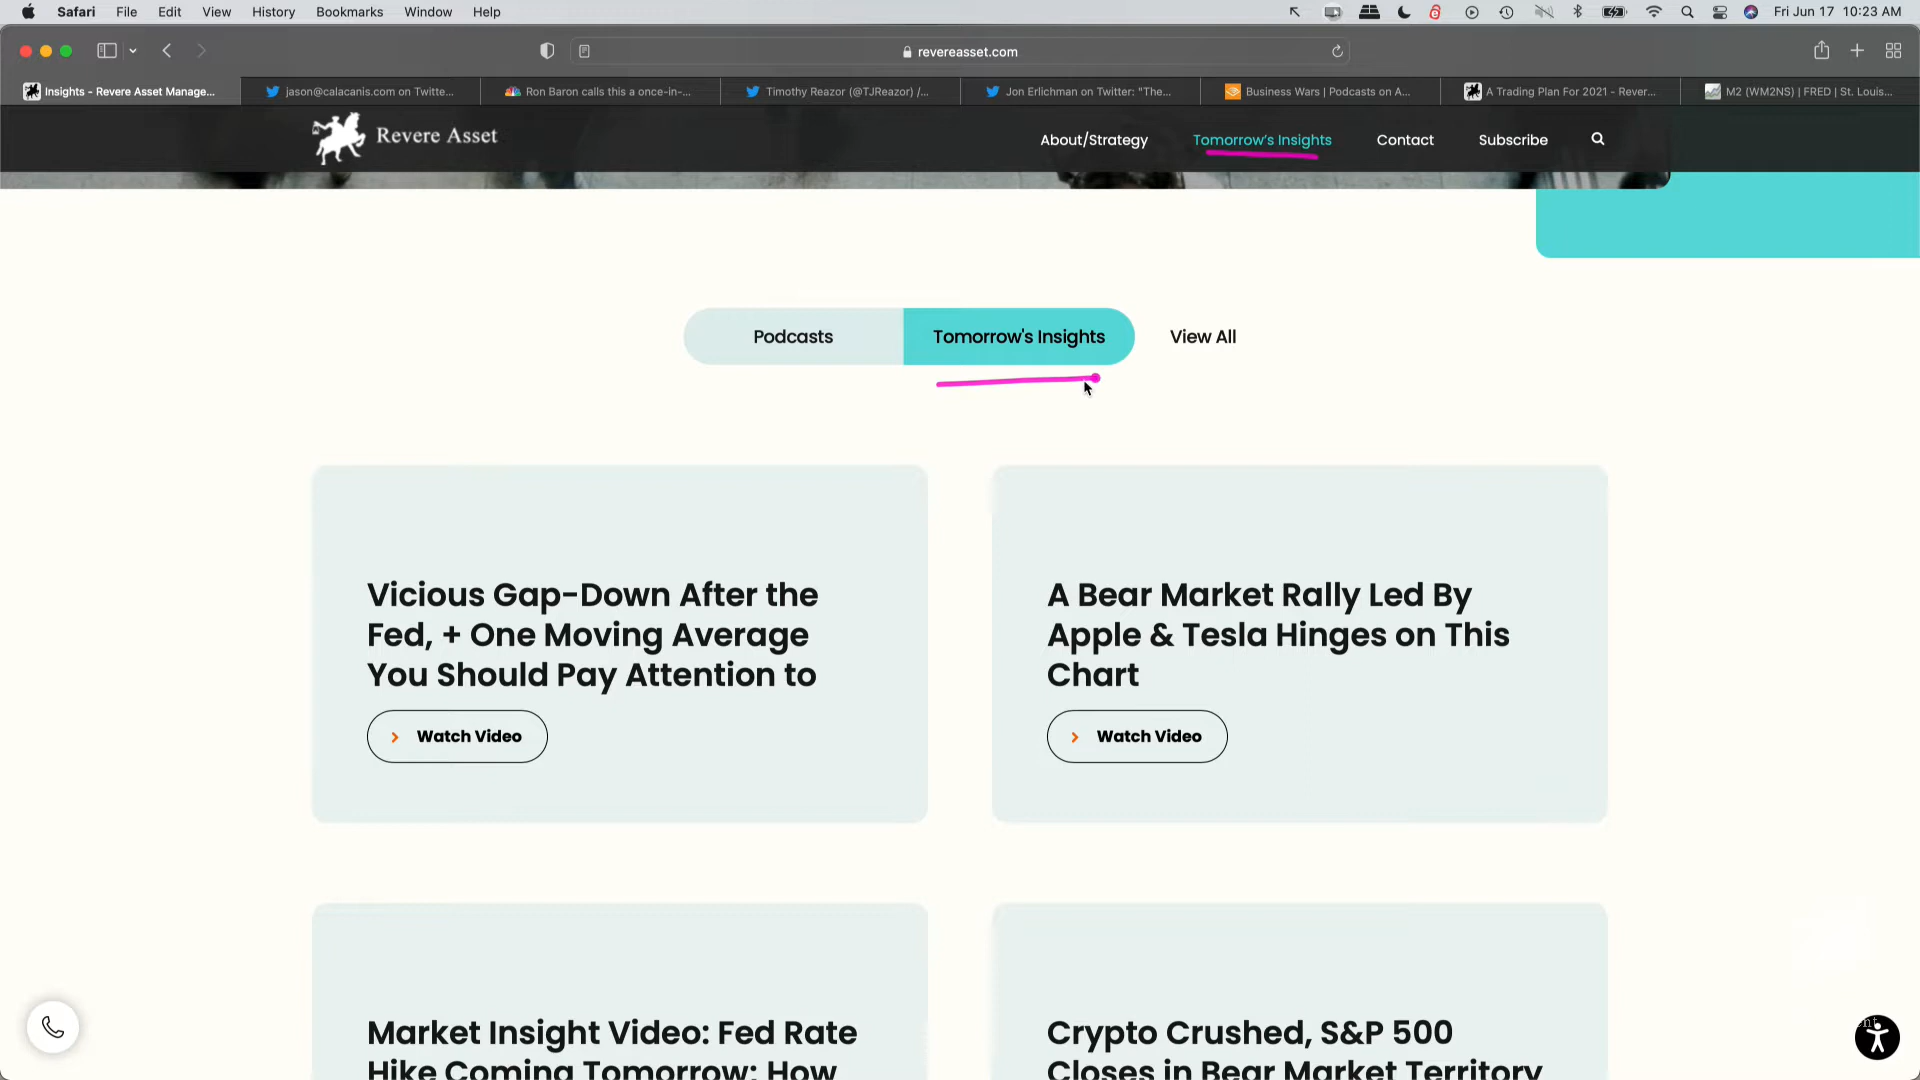 Safari File Edit View History Bookmarks Window Help Fri Jun 17 10:23 AM
revereasset.com
Insights - Revere Asset Manage...
jason@calacanis.com on Twitte...
Ron Baron calls this a once-in-...
Timothy Reazor (@TJReazor) /...
Jon Erlichman on Twitter: "The...
Business Wars | Podcasts on A...
A Trading Plan For 2021 - Rever...
M2 (WM2NS) | FRED | St. Louis...
Revere Asset
About/Strategy Tomorrow's Insights Contact Subscribe
Podcasts Tomorrow's Insights View All
Vicious Gap-Down After the
Fed, + One Moving Average
You Should Pay Attention to
Watch Video
A Bear Market Rally Led By
Apple & Tesla Hinges on This
Chart
Watch Video
Market Insight Video: Fed Rate
Hike Coming Tomorrow: How
Crypto Crushed, S&P 500
Closes in Bear Market Territory